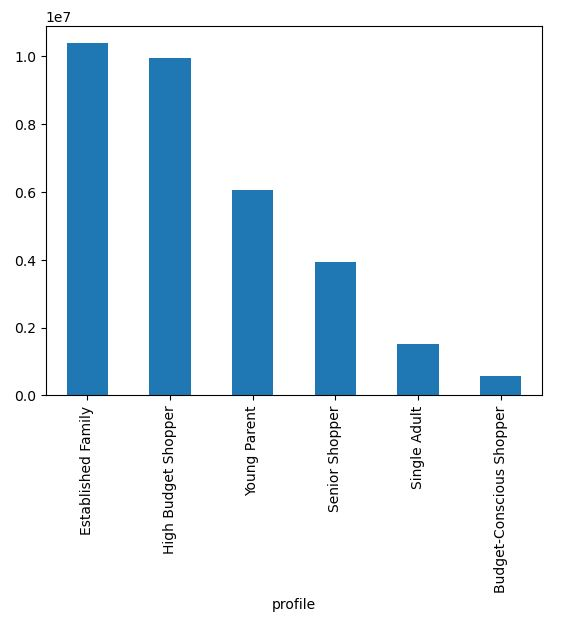 1e7
1.0
0.8
0.6
0.4
0.2
0.0
Established Family
High Budget Shopper
Young Parent
Senior Shopper
Single Adult
Budget-Conscious Shopper
profile